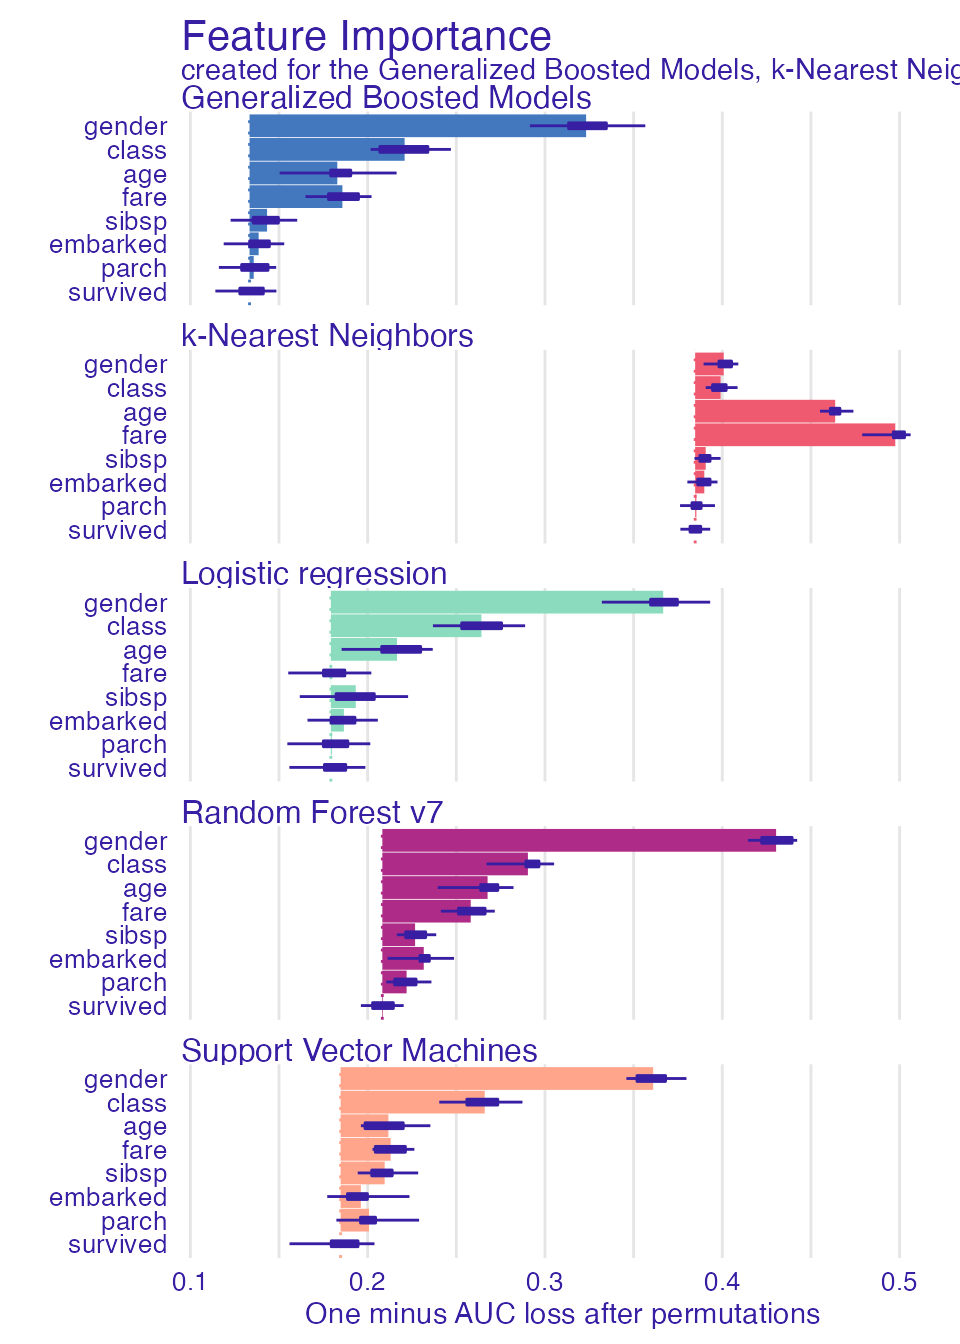 Feature Importance
created for the Generalized Boosted Models, k-Nearest Neig
Generalized Boosted Models
gender
class
age
fare
sibsp
embarked
parch
survived
k-Nearest Neighbors
gender
class
age
fare
sibsp
embarked
parch
survived
Logistic regression
gender
class
age
fare
sibsp
embarked
parch
survived
Random Forest v7
gender
class
age
fare
sibsp
embarked
parch
survived
Support Vector Machines
gender
class
age
fare
sibsp
embarked
parch
survived
0.1 0.2 0.3 0.4 0.5
One minus AUC loss after permutations